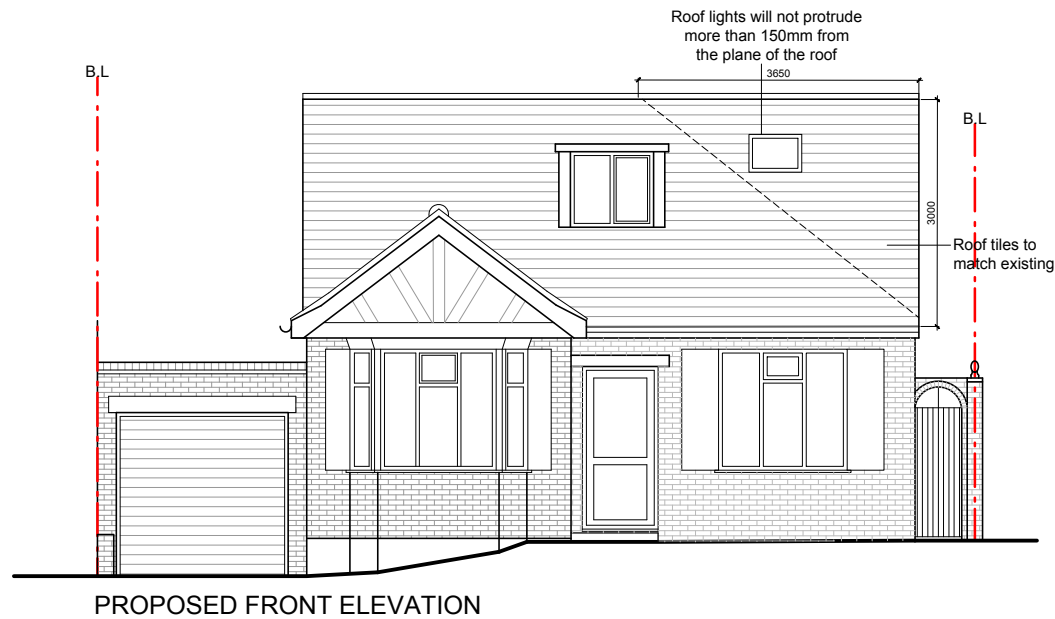 Roof lights will not protrude
more than 150mm from
the plane of the roof
3650
B.L
B.L
3000
Roof tiles to
match existing
PROPOSED FRONT ELEVATION